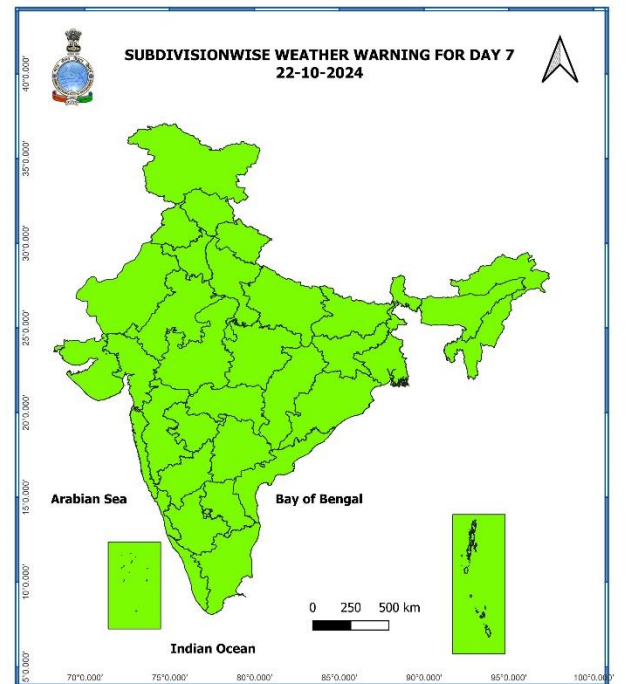 SUBDIVISIONWISE WEATHER WARNING FOR DAY 7
22-10-2024
40°0.000'
35°0.000'
30°0.000'
25°0.000'
20°0.000'
15°0.000'
10°0.000'
5°0.000'
Arabian Sea
Bay of Bengal
0 250 500 km
Indian Ocean
70°0.000' 75°0.000' 80°0.000' 85°0.000' 90°0.000' 95°0.000' 100°0.000'